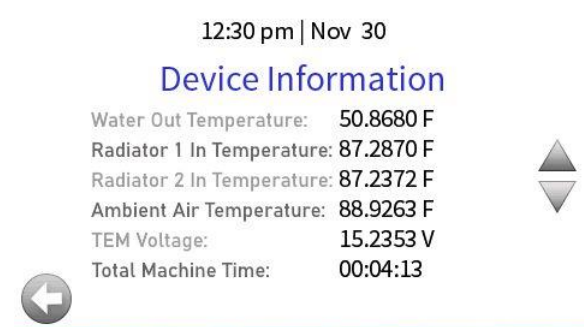 12:30 pm | Nov 30
Device Information
Water Out Temperature: 50.8680 F
Radiator 1 In Temperature: 87.2870 F
Radiator 2 In Temperature: 87.2372 F
Ambient Air Temperature: 88.9263 F
TEM Voltage: 15.2353 V
Total Machine Time: 00:04:13